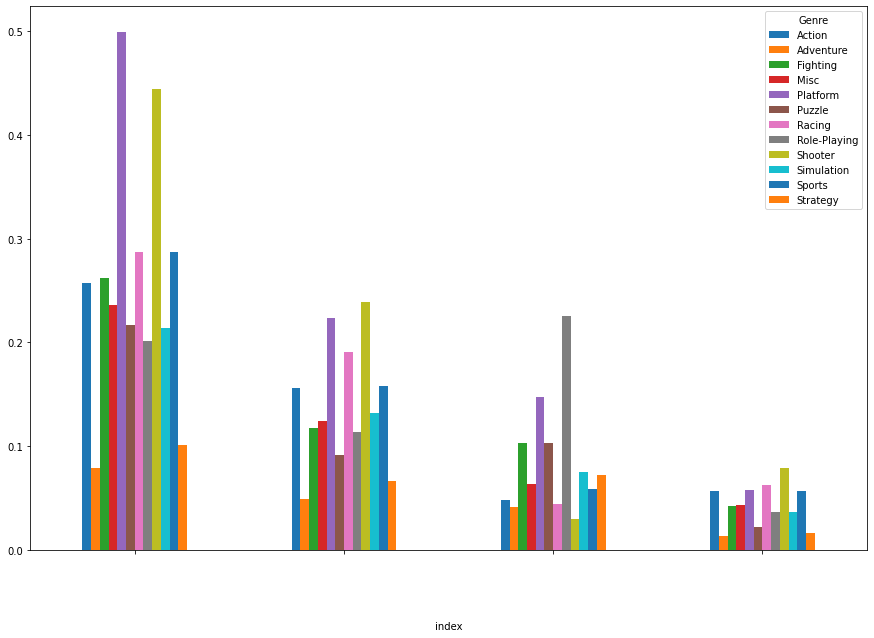 Genre
Action
Adventure
Fighting
Misc
Platform
Puzzle
Racing
Role-Playing
Shooter
Simulation
Sports
Strategy
0.5
0.4
0.3
0.2
0.1
0.0
index